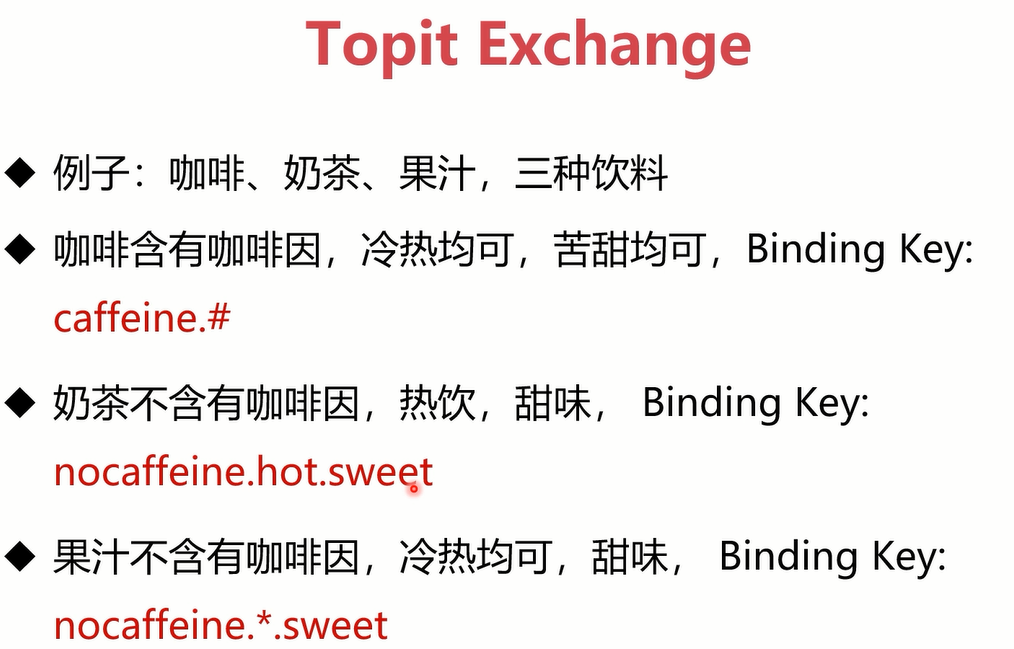 Topit Exchange
◆ 例子：咖啡、奶茶、果汁，三种饮料
◆ 咖啡含有咖啡因，冷热均可，苦甜均可，Binding Key:
caffeine.#
◆ 奶茶不含有咖啡因，热饮，甜味， Binding Key:
nocaffeine.hot.sweet
◆ 果汁不含有咖啡因，冷热均可，甜味， Binding Key:
nocaffeine.*.sweet